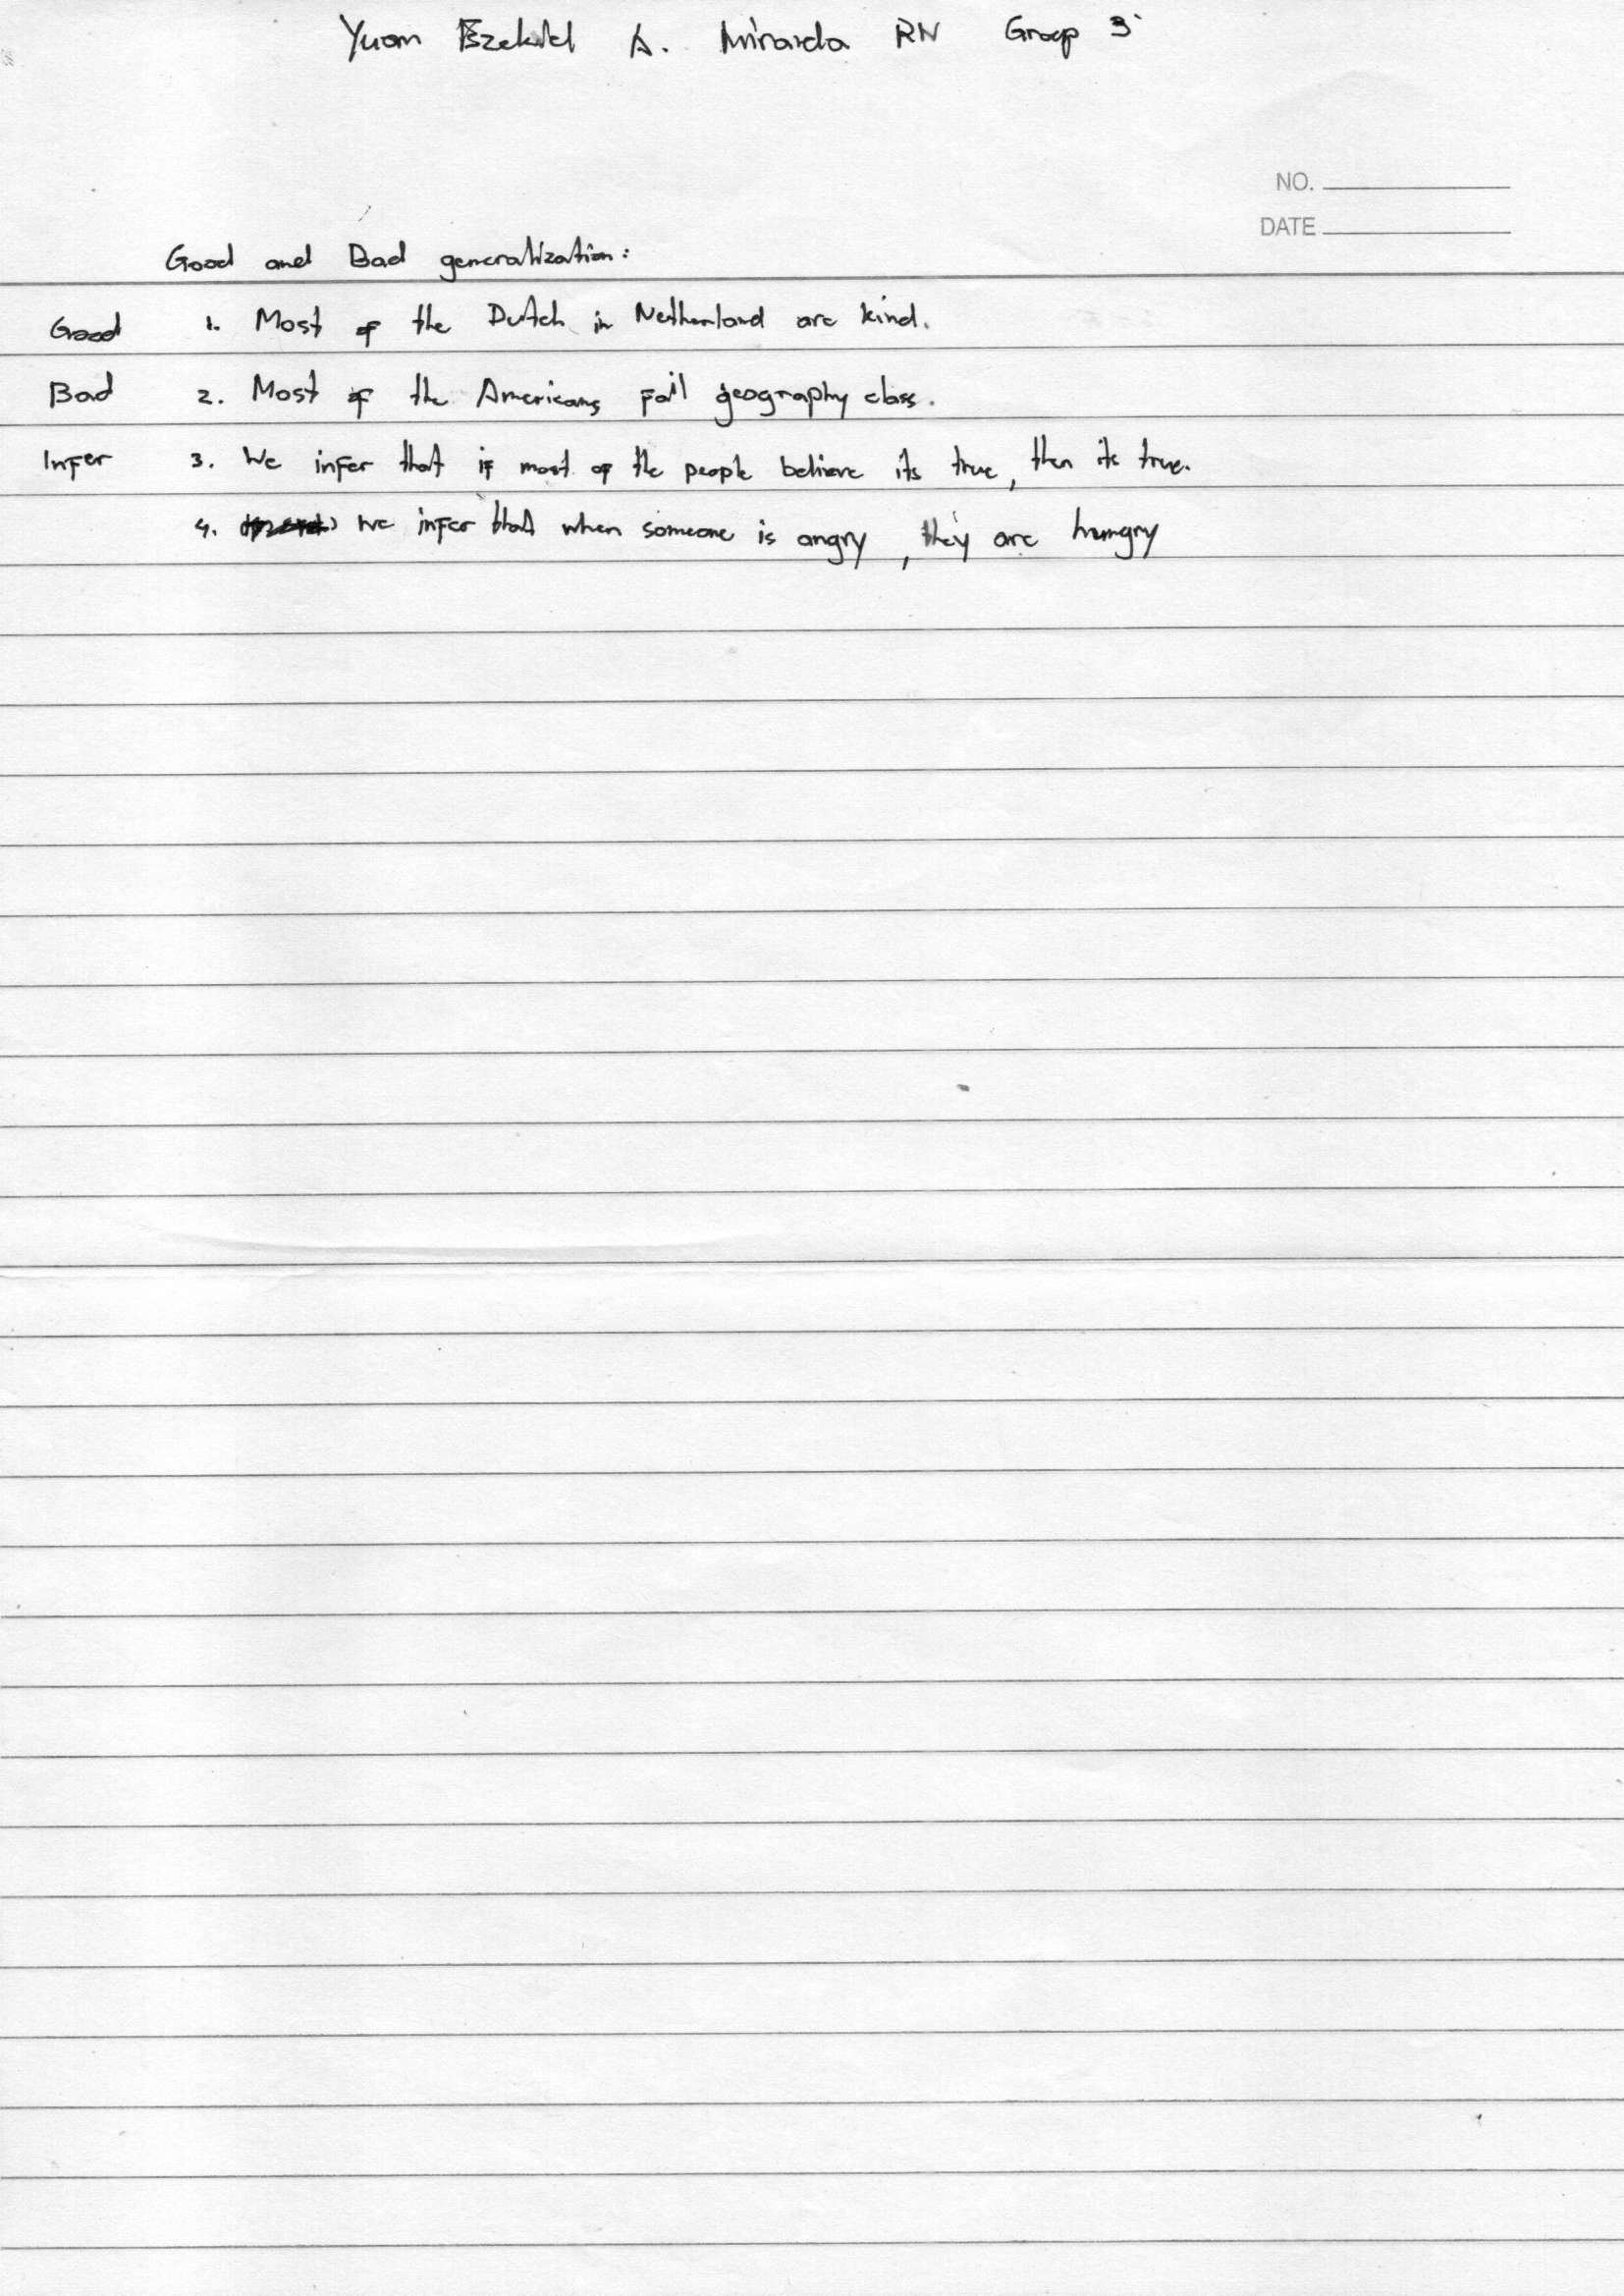 Yuan Ezekiel A. Miranda RN Group 3
NO.
DATE
Good and Bad generalization:
Good 1. Most of the Dutch in Netherland are kind.
Bad 2. Most of the Americans fail geography class.
Infer 3. We infer that if most of the people believe its true, then its true.
4. We infer that when someone is angry, they are hungry